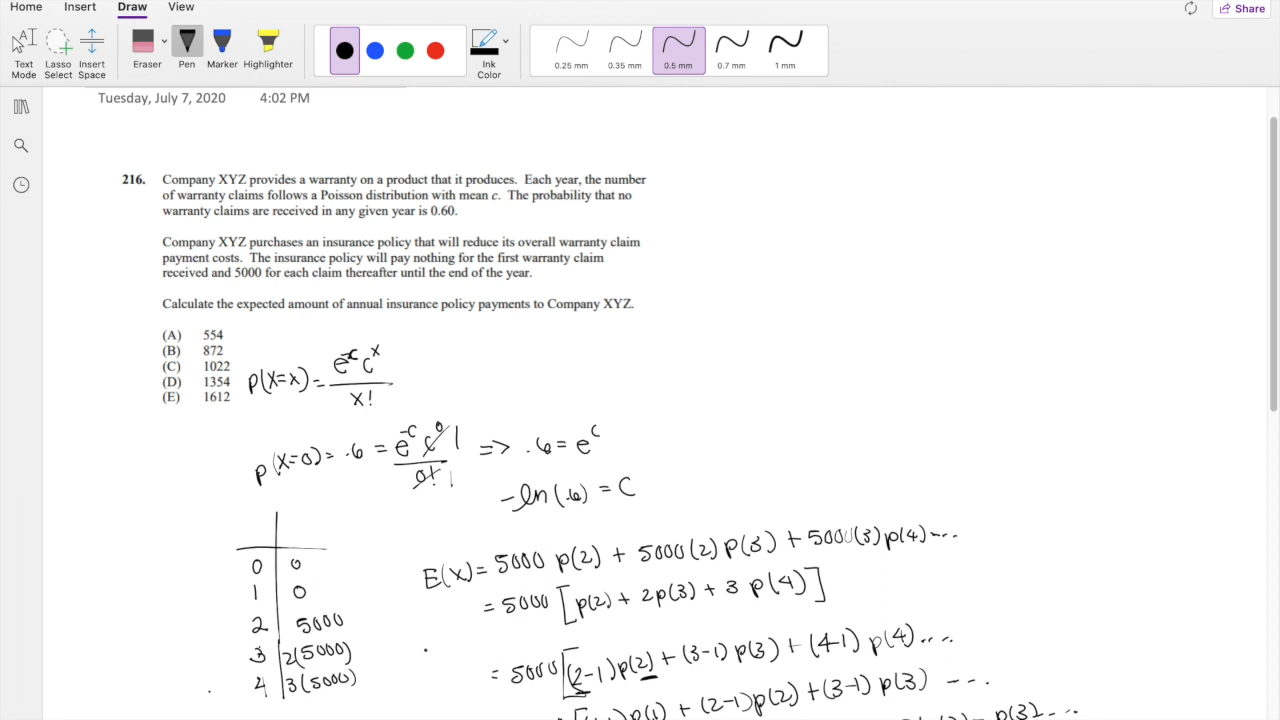 Home Insert Draw View
Share
Text Mode
Lasso Select
Insert Space
Eraser
Pen
Marker
Highlighter
Ink Color
0.25 mm 0.35 mm 0.5 mm 0.7 mm 1 mm
Tuesday, July 7, 2020 4:02 PM
216. Company XYZ provides a warranty on a product that it produces. Each year, the number
of warranty claims follows a Poisson distribution with mean c. The probability that no
warranty claims are received in any given year is 0.60.
Company XYZ purchases an insurance policy that will reduce its overall warranty claim
payment costs. The insurance policy will pay nothing for the first warranty claim
received and 5000 for each claim thereafter until the end of the year.
Calculate the expected amount of annual insurance policy payments to Company XYZ.
(A) 554
(B) 872
(C) 1022
(D) 1354
(E) 1612
p(X=x) = e^-c c^x / x!
p(X=0) = .6 = e^-c c^0 1 / 0! 1 => .6 = e^c
-ln(.6) = c
0 0
1 0
2 5000
3 2(5000)
4 3(5000)
E(X) = 5000 p(2) + 5000(2) p(3) + 5000(3) p(4) ...
= 5000 [p(2) + 2p(3) + 3 p(4)]
= 5000 [(2-1)p(2) + (3-1) p(3) + (4-1) p(4) ....
p(1) + (2-1)p(2) + (3-1) p(3) ...
p(3)